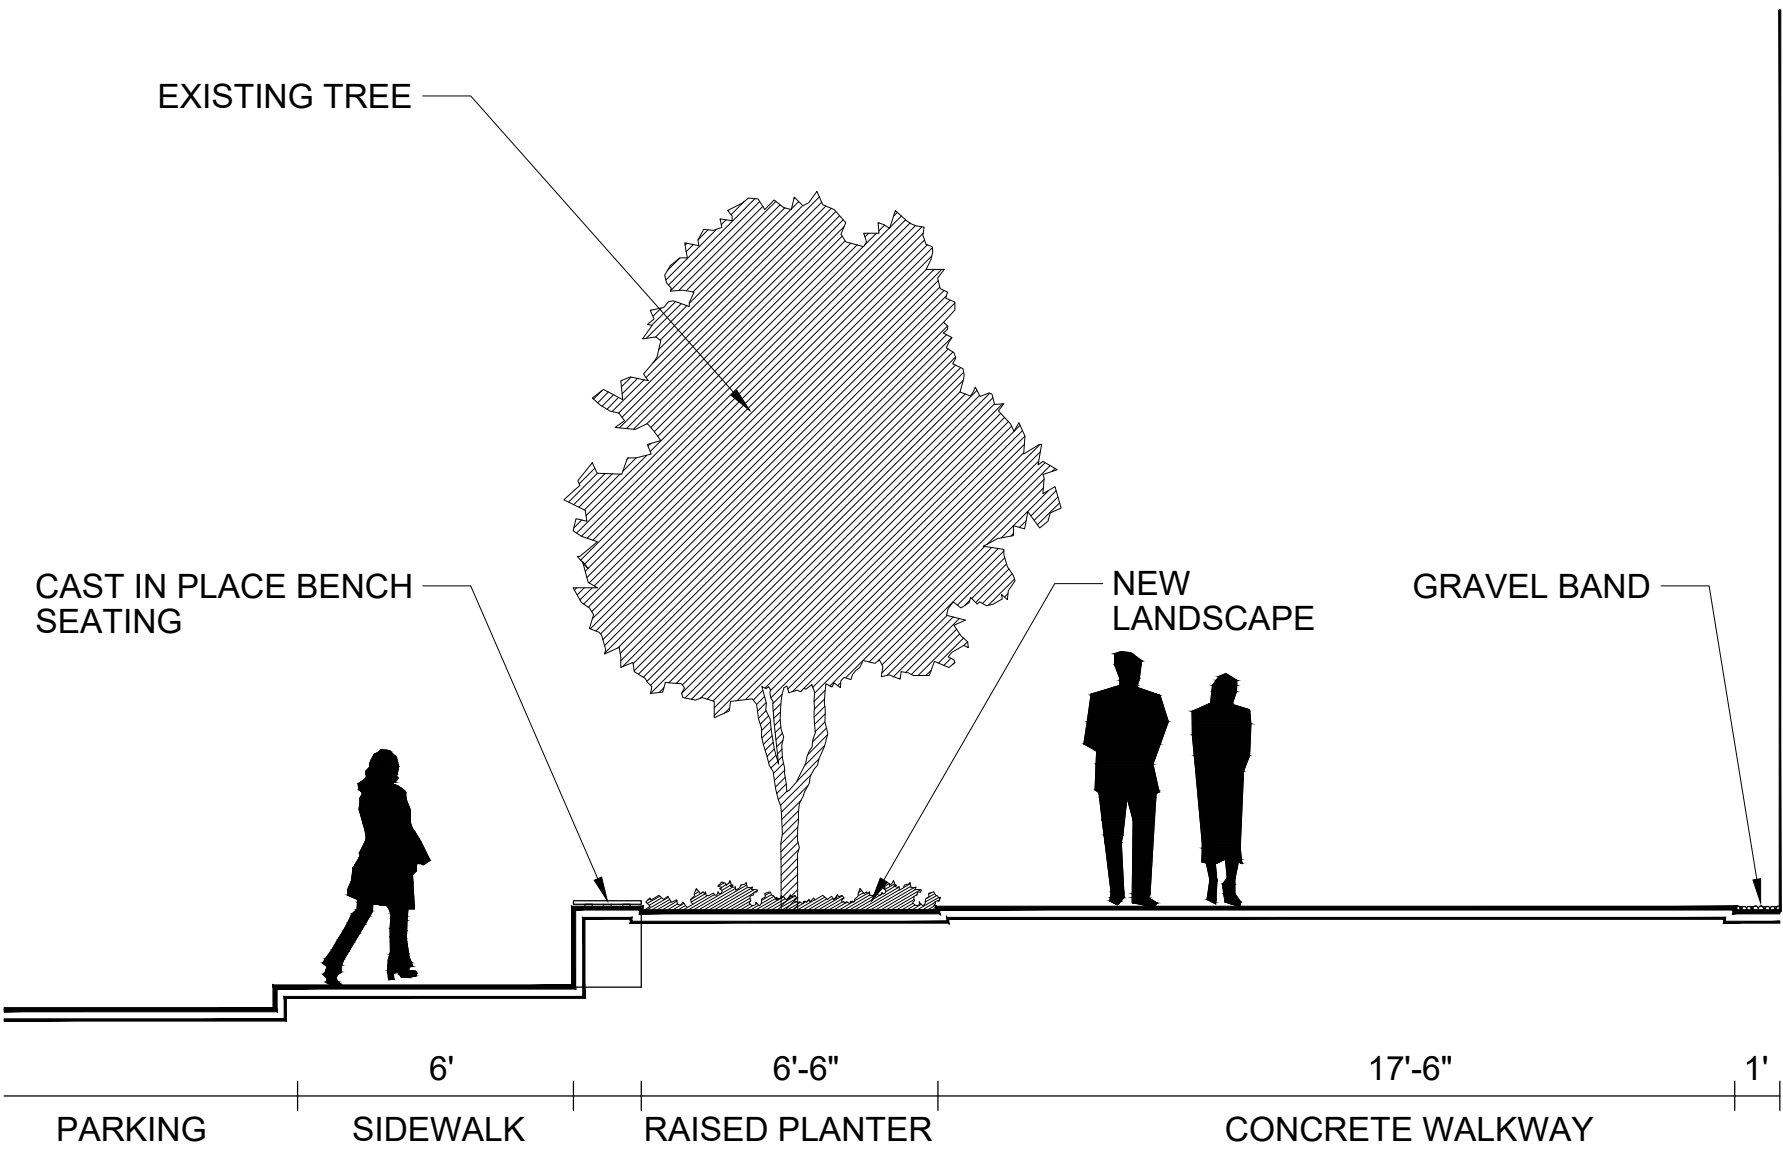 EXISTING TREE
CAST IN PLACE BENCH
SEATING
NEW
LANDSCAPE
GRAVEL BAND
6'
6'-6"
17'-6"
1'
PARKING
SIDEWALK
RAISED PLANTER
CONCRETE WALKWAY